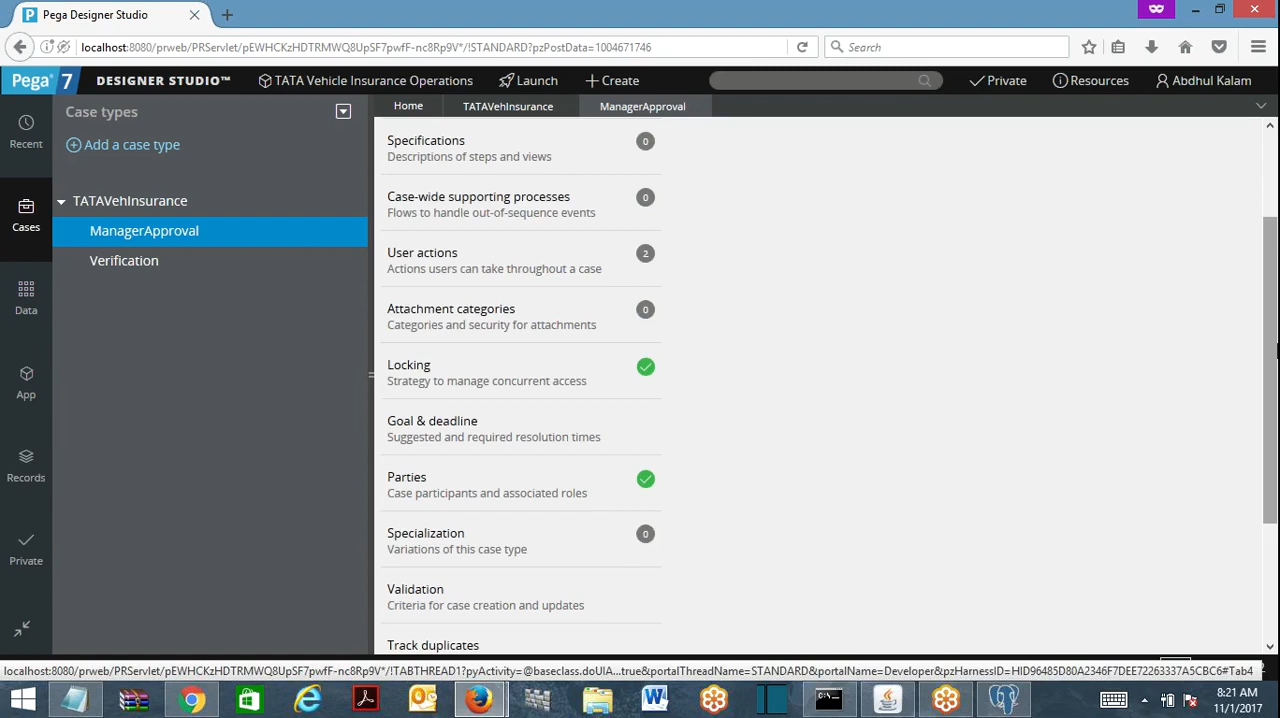 Pega Designer Studio
localhost:8080/prweb/PRServlet/pEWHCKzHDTRMWQ8UpSF7pwfF-nc8Rp9V*/!STANDARD?pzPostData=1004671746
Search
Pega 7 DESIGNER STUDIO™ TATA Vehicle Insurance Operations Launch Create Private Resources Abdhul Kalam
Case types
Home TATAVehInsurance ManagerApproval
Recent
Add a case type
Cases
TATAVehInsurance
ManagerApproval
Verification
Data
App
Records
Private
Specifications 0
Descriptions of steps and views
Case-wide supporting processes 0
Flows to handle out-of-sequence events
User actions 2
Actions users can take throughout a case
Attachment categories 0
Categories and security for attachments
Locking
Strategy to manage concurrent access
Goal & deadline
Suggested and required resolution times
Parties
Case participants and associated roles
Specialization 0
Variations of this case type
Validation
Criteria for case creation and updates
Track duplicates
localhost:8080/prweb/PRServlet/pEWHCKzHDTRMWQ8UpSF7pwfF-nc8Rp9V*/!TABTHREAD1?pyActivity=@baseclass.doUIA...true&portalThreadName=STANDARD&portalName=Developer&pzHarnessID=HID96485D80A2346F7DEE72263337A5CBC6#Tab4
8:21 AM
11/1/2017